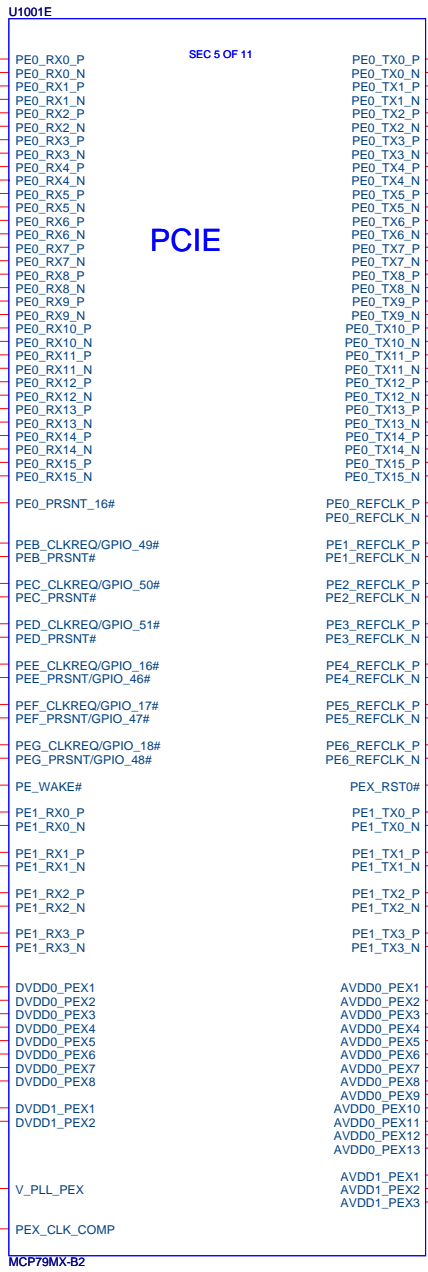 U1001E
SEC 5 OF 11
PE0_RX0_P PE0_TX0_P
PE0_RX0_N PE0_TX0_N
PE0_RX1_P PE0_TX1_P
PE0_RX1_N PE0_TX1_N
PE0_RX2_P PE0_TX2_P
PE0_RX2_N PE0_TX2_N
PE0_RX3_P PE0_TX3_P
PE0_RX3_N PE0_TX3_N
PE0_RX4_P PE0_TX4_P
PE0_RX4_N PE0_TX4_N
PE0_RX5_P PE0_TX5_P
PE0_RX5_N PE0_TX5_N
PE0_RX6_P PE0_TX6_P
PE0_RX6_N PE0_TX6_N
PCIE
PE0_RX7_P PE0_TX7_P
PE0_RX7_N PE0_TX7_N
PE0_RX8_P PE0_TX8_P
PE0_RX8_N PE0_TX8_N
PE0_RX9_P PE0_TX9_P
PE0_RX9_N PE0_TX9_N
PE0_RX10_P PE0_TX10_P
PE0_RX10_N PE0_TX10_N
PE0_RX11_P PE0_TX11_P
PE0_RX11_N PE0_TX11_N
PE0_RX12_P PE0_TX12_P
PE0_RX12_N PE0_TX12_N
PE0_RX13_P PE0_TX13_P
PE0_RX13_N PE0_TX13_N
PE0_RX14_P PE0_TX14_P
PE0_RX14_N PE0_TX14_N
PE0_RX15_P PE0_TX15_P
PE0_RX15_N PE0_TX15_N
PE0_PRSNT_16# PE0_REFCLK_P
PE0_REFCLK_N
PEB_CLKREQ/GPIO_49# PE1_REFCLK_P
PEB_PRSNT# PE1_REFCLK_N
PEC_CLKREQ/GPIO_50# PE2_REFCLK_P
PEC_PRSNT# PE2_REFCLK_N
PED_CLKREQ/GPIO_51# PE3_REFCLK_P
PED_PRSNT# PE3_REFCLK_N
PEE_CLKREQ/GPIO_16# PE4_REFCLK_P
PEE_PRSNT/GPIO_46# PE4_REFCLK_N
PEF_CLKREQ/GPIO_17# PE5_REFCLK_P
PEF_PRSNT/GPIO_47# PE5_REFCLK_N
PEG_CLKREQ/GPIO_18# PE6_REFCLK_P
PEG_PRSNT/GPIO_48# PE6_REFCLK_N
PE_WAKE# PEX_RST0#
PE1_RX0_P PE1_TX0_P
PE1_RX0_N PE1_TX0_N
PE1_RX1_P PE1_TX1_P
PE1_RX1_N PE1_TX1_N
PE1_RX2_P PE1_TX2_P
PE1_RX2_N PE1_TX2_N
PE1_RX3_P PE1_TX3_P
PE1_RX3_N PE1_TX3_N
DVDD0_PEX1 AVDD0_PEX1
DVDD0_PEX2 AVDD0_PEX2
DVDD0_PEX3 AVDD0_PEX3
DVDD0_PEX4 AVDD0_PEX4
DVDD0_PEX5 AVDD0_PEX5
DVDD0_PEX6 AVDD0_PEX6
DVDD0_PEX7 AVDD0_PEX7
DVDD0_PEX8 AVDD0_PEX8
AVDD0_PEX9
DVDD1_PEX1 AVDD0_PEX10
DVDD1_PEX2 AVDD0_PEX11
AVDD0_PEX12
AVDD0_PEX13
AVDD1_PEX1
V_PLL_PEX AVDD1_PEX2
AVDD1_PEX3
PEX_CLK_COMP
MCP79MX-B2